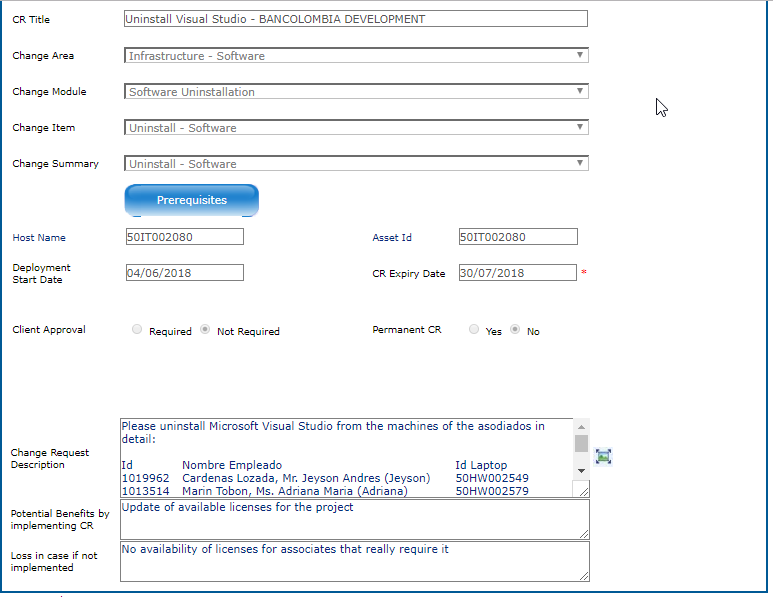 CR Title
Uninstall Visual Studio - BANCOLOMBIA DEVELOPMENT
Change Area
Infrastructure - Software
Change Module
Software Uninstallation
Change Item
Uninstall - Software
Change Summary
Uninstall - Software
Prerequisites
Host Name
50IT002080
Asset Id
50IT002080
Deployment
Start Date
04/06/2018
CR Expiry Date
30/07/2018 *
Client Approval
Required
Not Required
Permanent CR
Yes
No
Change Request
Description
Please uninstall Microsoft Visual Studio from the machines of the asodiados in
detail:
Id Nombre Empleado Id Laptop
1019962 Cardenas Lozada, Mr. Jeyson Andres (Jeyson) 50HW002549
1013514 Marin Tobon, Ms. Adriana Maria (Adriana) 50HW002579
Potential Benefits by
implementing CR
Update of available licenses for the project
Loss in case if not
implemented
No availability of licenses for associates that really require it